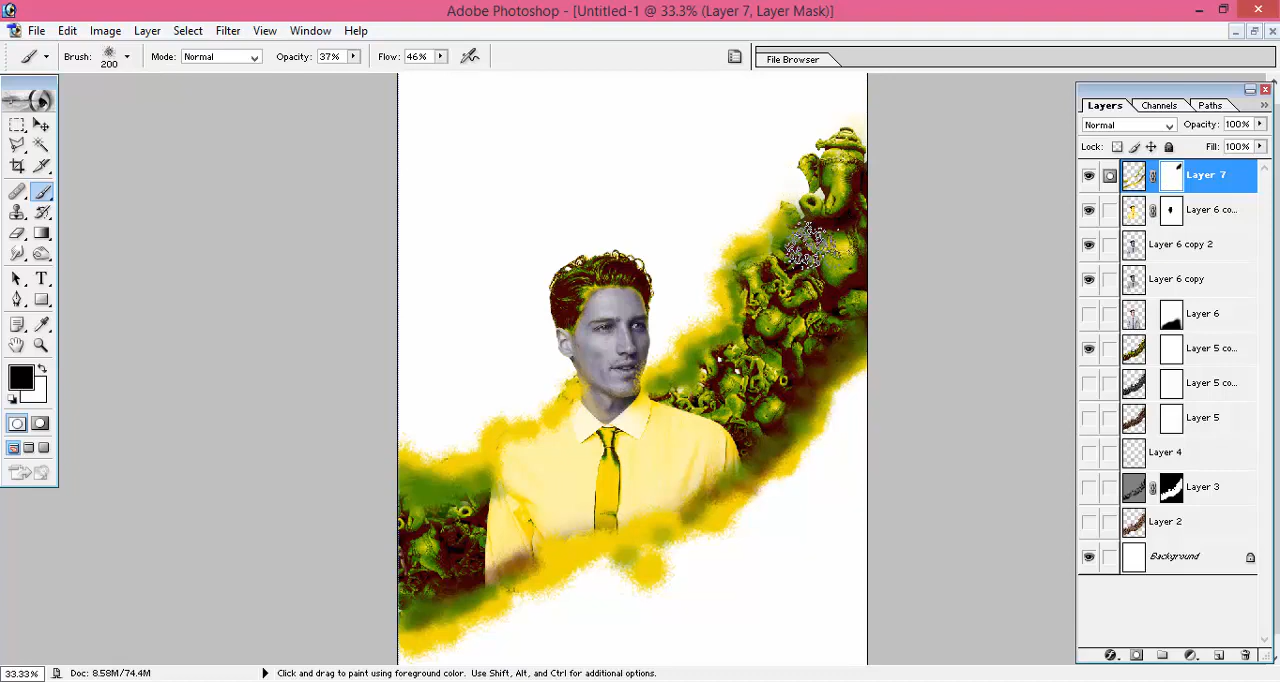 Adobe Photoshop - [Untitled-1 @ 33.3% (Layer 7, Layer Mask)]
File Edit Image Layer Select Filter View Window Help
Brush: 200 Mode: Normal Opacity: 37% Flow: 46% File Browser
Layers Channels Paths
Normal Opacity: 100%
Lock: Fill: 100%
Layer 7
Layer 6 co...
Layer 6 copy 2
Layer 6 copy
Layer 6
Layer 5 co...
Layer 5 co...
Layer 5
Layer 4
Layer 3
Layer 2
Background
33.33% Doc: 8.58M/74.4M Click and drag to paint using foreground color. Use Shift, Alt, and Ctrl for additional options.